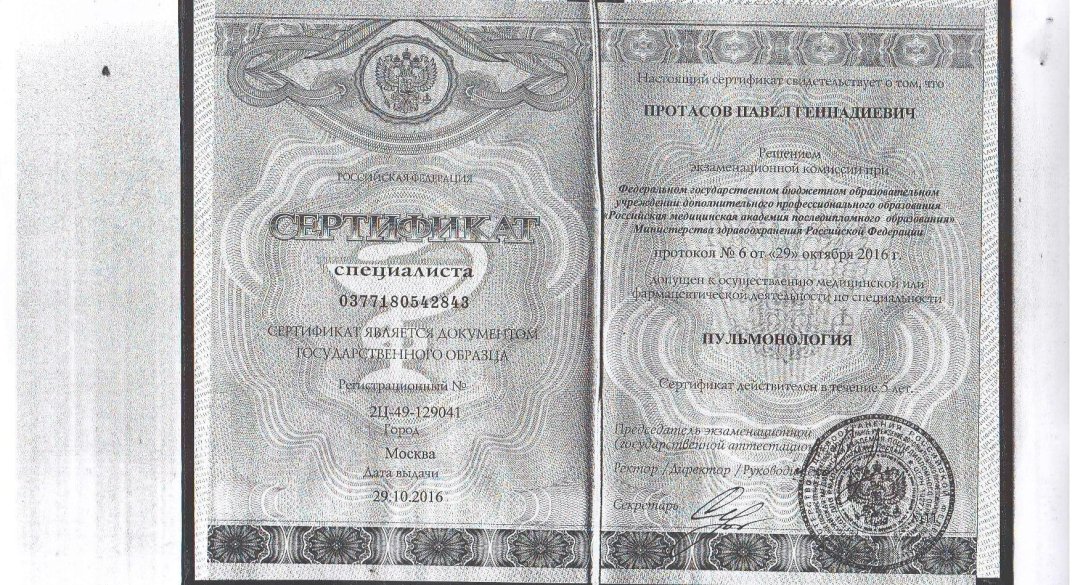 РОССИЙСКАЯ ФЕДЕРАЦИЯ
СЕРТИФИКАТ
специалиста
0377180542843
СЕРТИФИКАТ ЯВЛЯЕТСЯ ДОКУМЕНТОМ
ГОСУДАРСТВЕННОГО ОБРАЗЦА
Регистрационный №
2Ц-49-129041
Город
Москва
Дата выдачи
29.10.2016
Настоящий сертификат свидетельствует о том, что
ПРОТАСОВ ПАВЕЛ ГЕННАДИЕВИЧ
Решением
экзаменационной комиссии при
Федеральном государственном бюджетном образовательном
учреждении дополнительного профессионального образования
«Российская медицинская академия последипломного образования»
Министерства здравоохранения Российской Федерации
протокол № 6 от «29» октября 2016 г.
допущен к осуществлению медицинской или
фармацевтической деятельности по специальности
ПУЛЬМОНОЛОГИЯ
Сертификат действителен в течение 5 лет.
Председатель экзаменационной
(государственной аттестацион
Ректор / Директор / Руководи
Секретарь